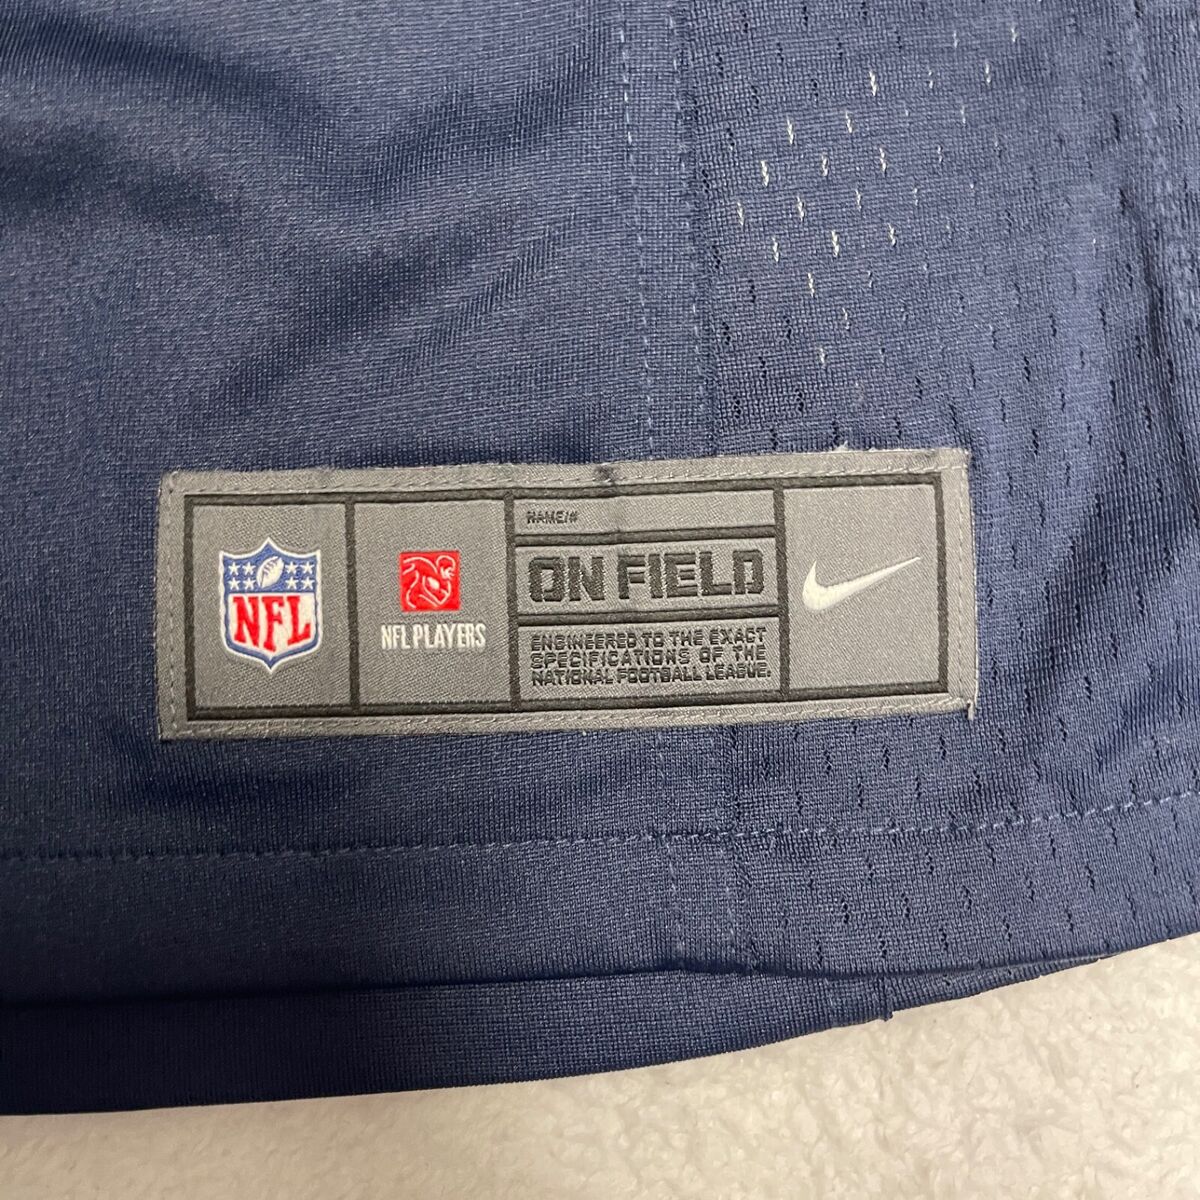 NFL
NFL PLAYERS
NAME/#
ON FIELD
ENGINEERED TO THE EXACT
SPECIFICATIONS OF THE
NATIONAL FOOTBALL LEAGUE.